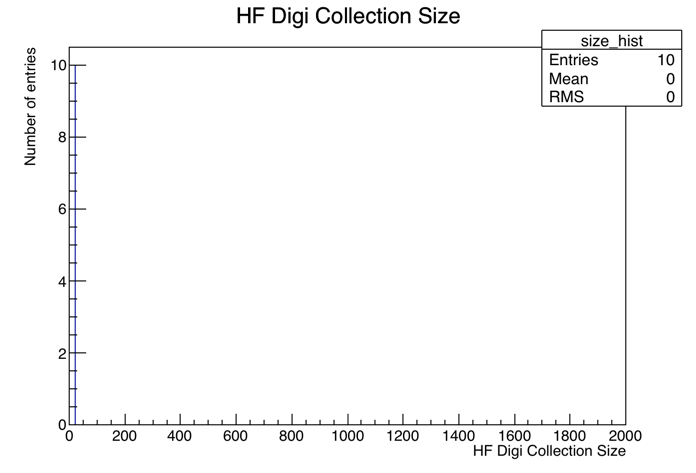 HF Digi Collection Size
size_hist
Entries 10
Mean 0
RMS 0
Number of entries
10
8
6
4
2
0
0 200 400 600 800 1000 1200 1400 1600 1800 2000
HF Digi Collection Size